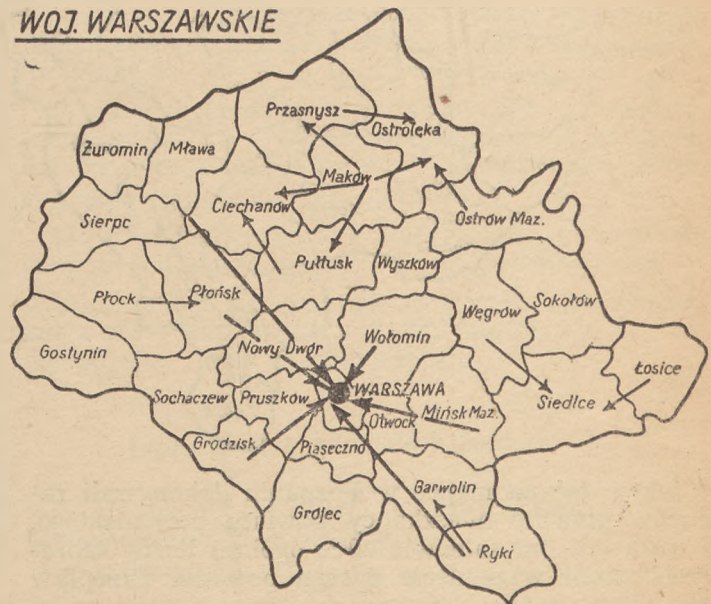 WOJ. WARSZAWSKIE
Przasnysz
Ostrołęka
Żuromin
Mława
Maków
Ciechanów
Sierpc
Ostrów Maz.
Pułtusk
Wyszków
Płock
Płońsk
Węgrów
Sokołów
Gostynin
Nowy Dwór
Wołomin
Łosice
Sochaczew
Pruszków
WARSZAWA
Siedlce
Otwock
Mińsk Maz.
Grodzisk
Piaseczno
Garwolin
Grójec
Ryki